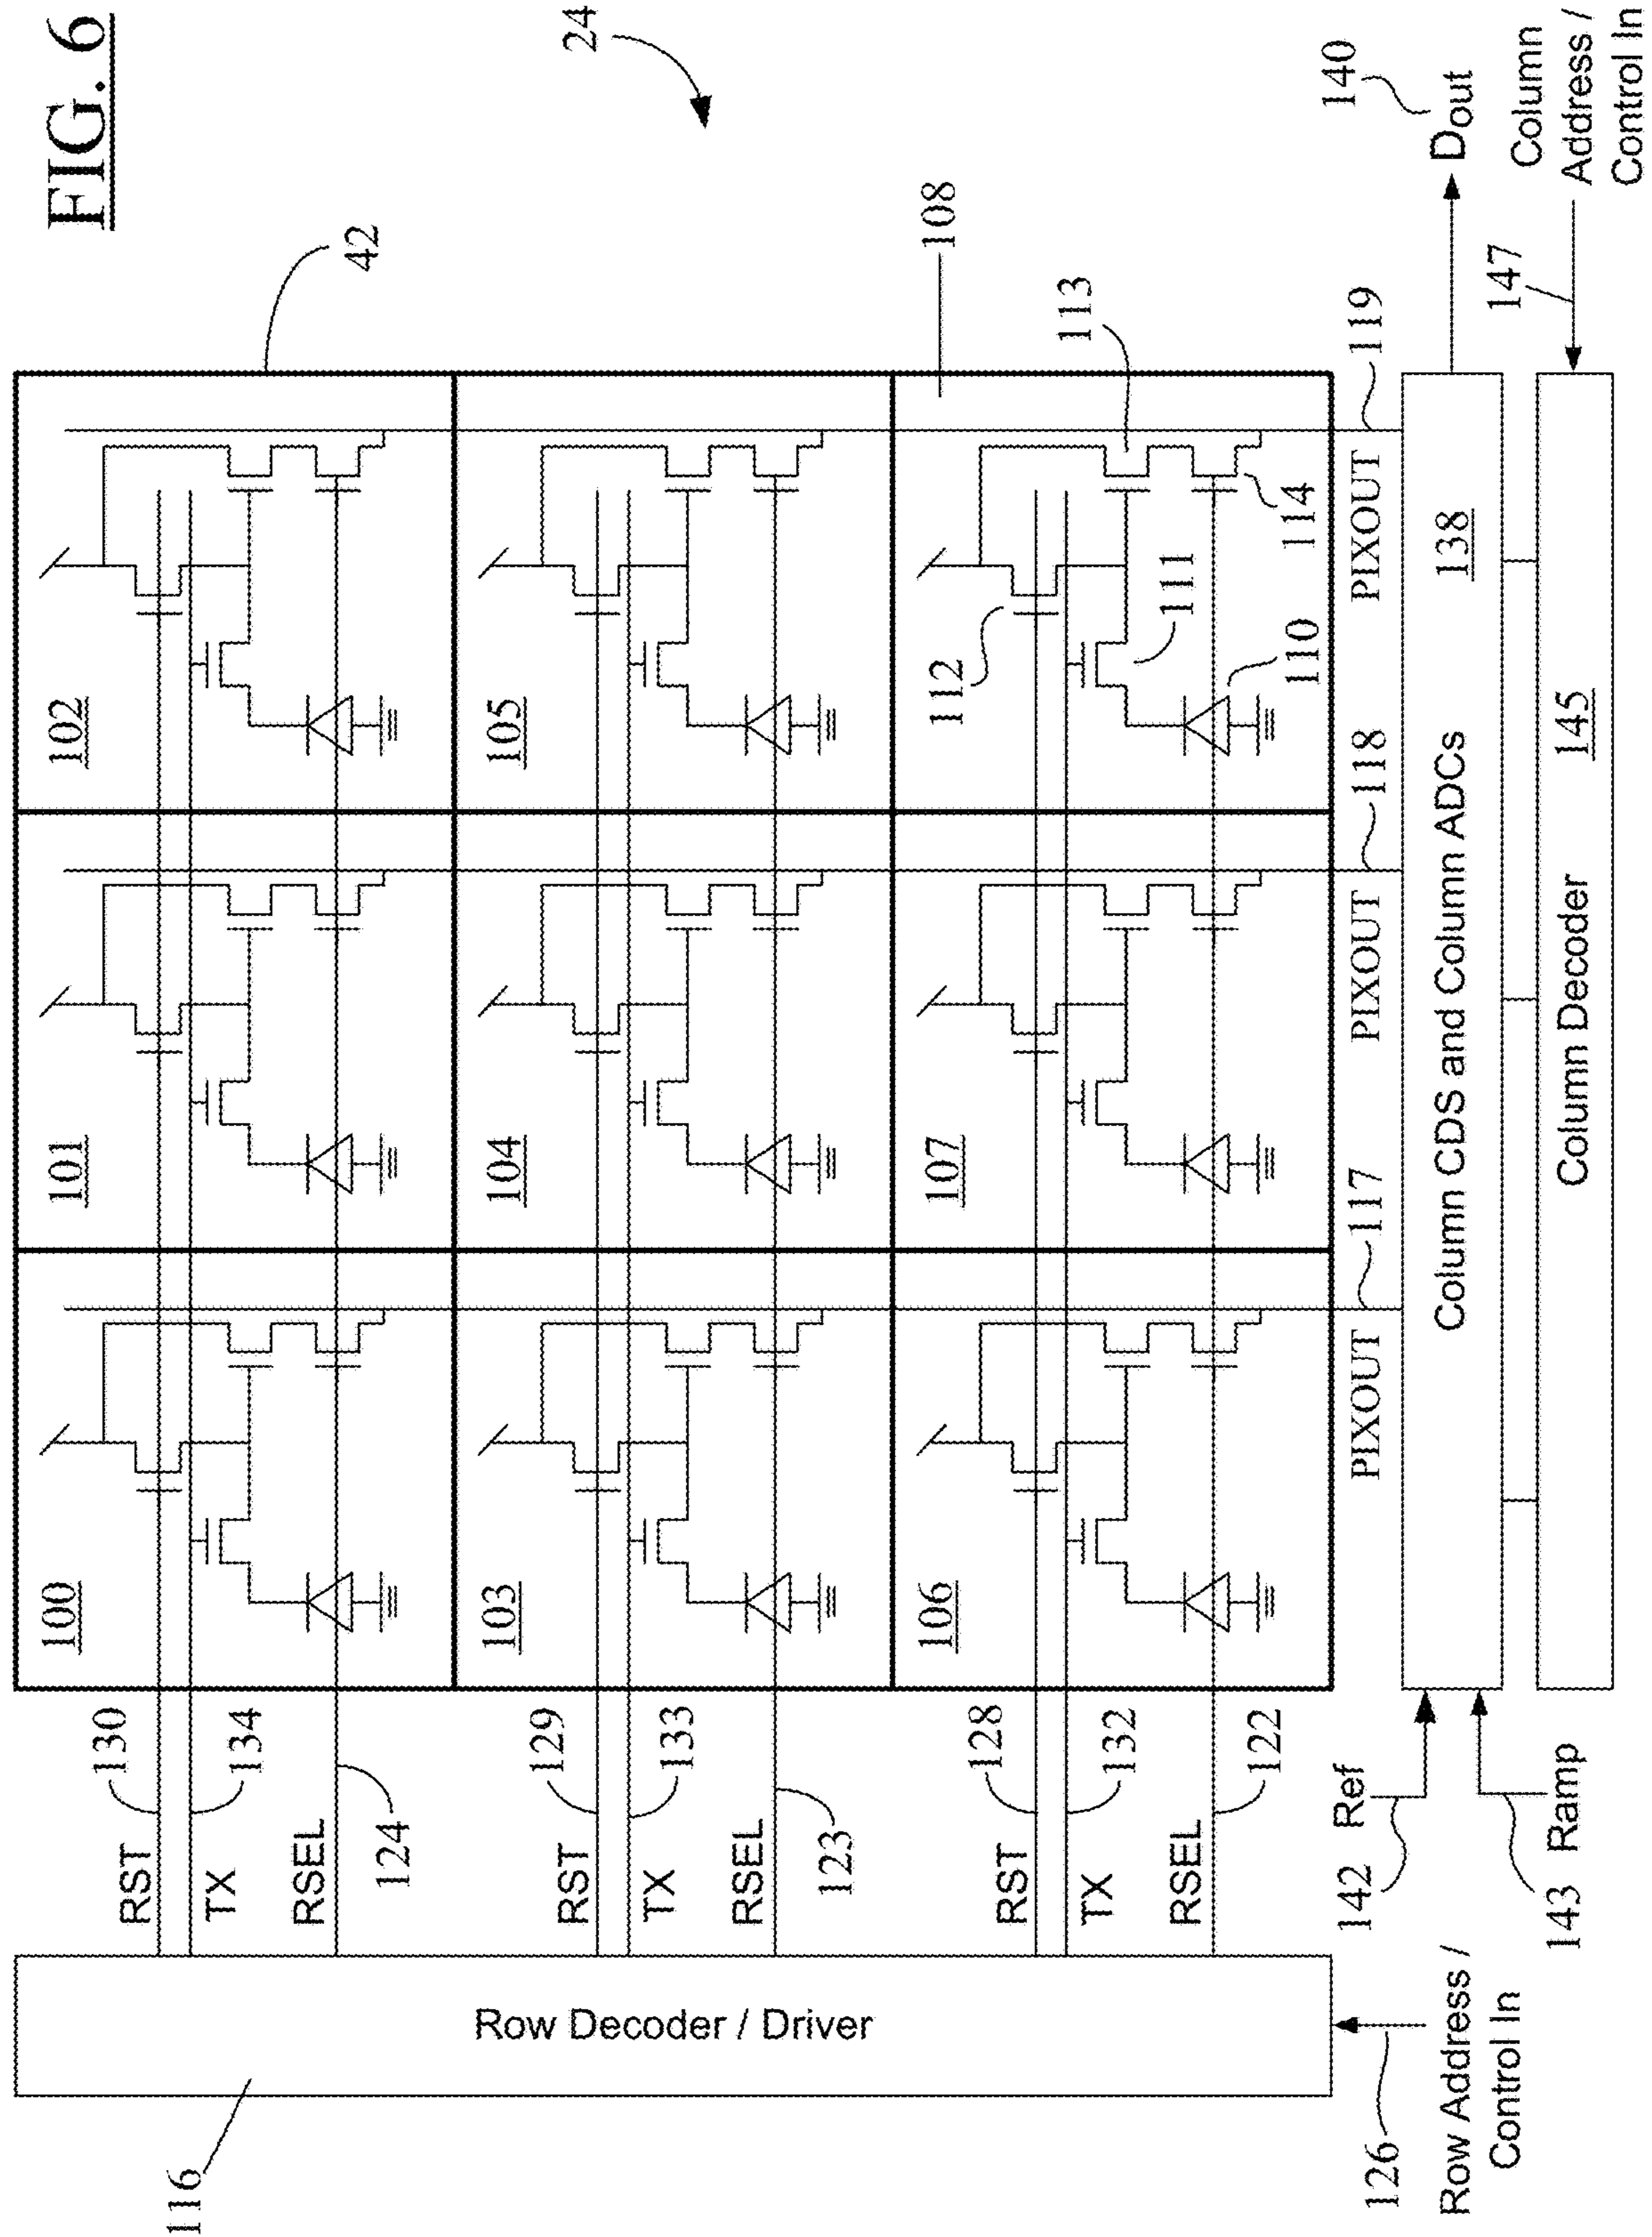 FIG. 6
24
42
100
101
102
103
104
105
106
107
108
110
111
112
113
114
116
Row Decoder / Driver
RST
130
TX
134
RSEL
124
RST
129
TX
133
RSEL
123
RST
128
TX
132
RSEL
122
PIXOUT
117
PIXOUT
118
PIXOUT
119
126
Row Address /
Control In
142
Ref
143
Ramp
Column CDS and Column ADCs
138
Column Decoder
145
140
Dout
147
Column
Address /
Control In